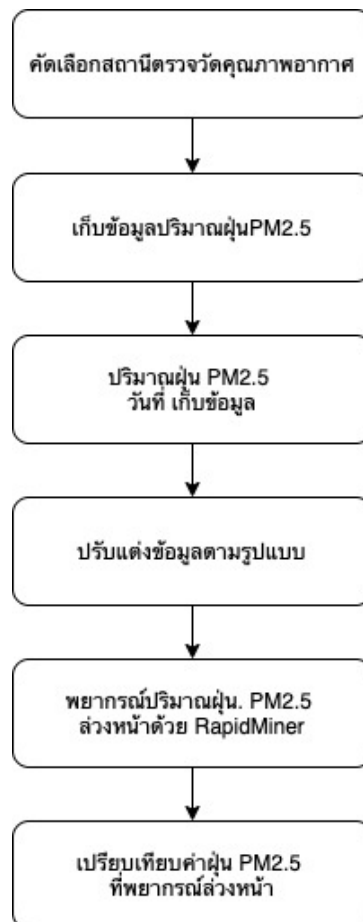 คัดเลือกสถานีตรวจวัดคุณภาพอากาศ
เก็บข้อมูลปริมาณฝุ่นPM2.5
ปริมาณฝุ่น PM2.5
วันที่ เก็บข้อมูล
ปรับแต่งข้อมูลตามรูปแบบ
พยากรณ์ปริมาณฝุ่น. PM2.5
ล่วงหน้าด้วย RapidMiner
เปรียบเทียบค่าฝุ่น PM2.5
ที่พยากรณ์ล่วงหน้า